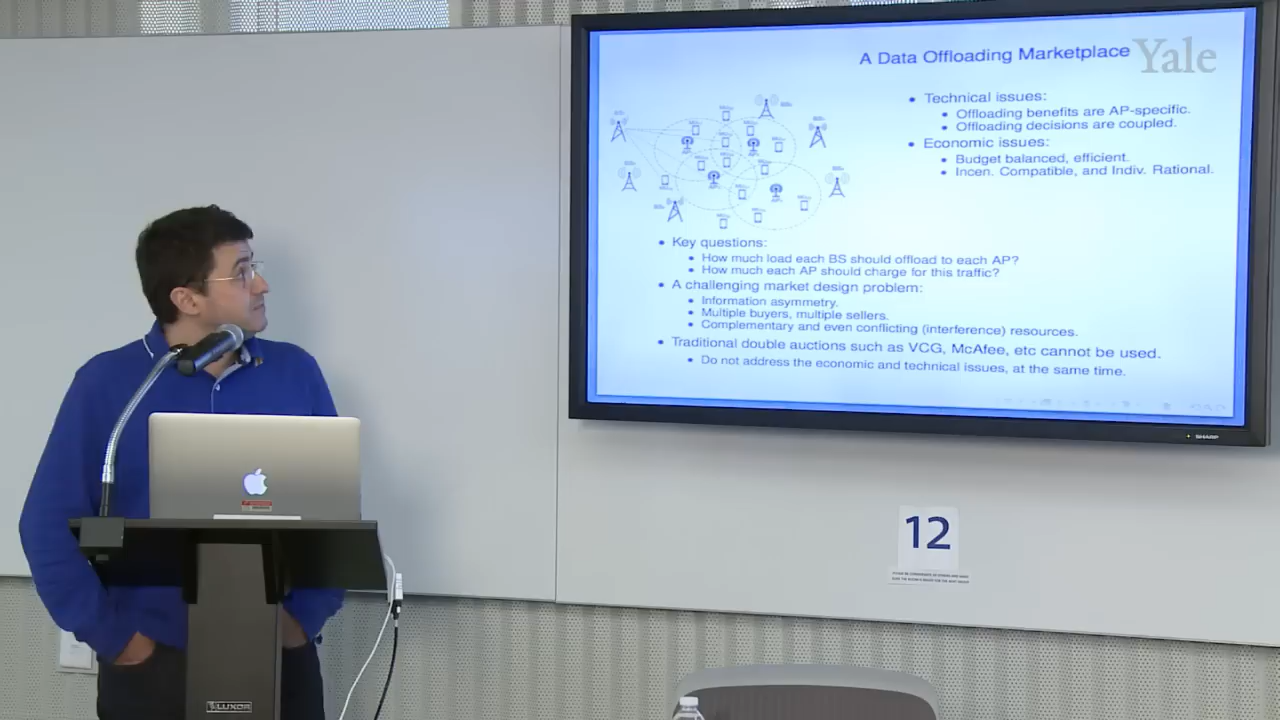 A Data Offloading Marketplace
Yale
• Technical issues:
• Offloading benefits are AP-specific.
• Offloading decisions are coupled.
• Economic issues:
• Budget balanced, efficient.
• Incen. Compatible, and Indiv. Rational.
• Key questions:
• How much load each BS should offload to each AP?
• How much each AP should charge for this traffic?
• A challenging market design problem:
• Information asymmetry.
• Multiple buyers, multiple sellers.
• Complementary and even conflicting (interference) resources.
• Traditional double auctions such as VCG, McAfee, etc cannot be used.
• Do not address the economic and technical issues, at the same time.
SHARP
12
LUXOR